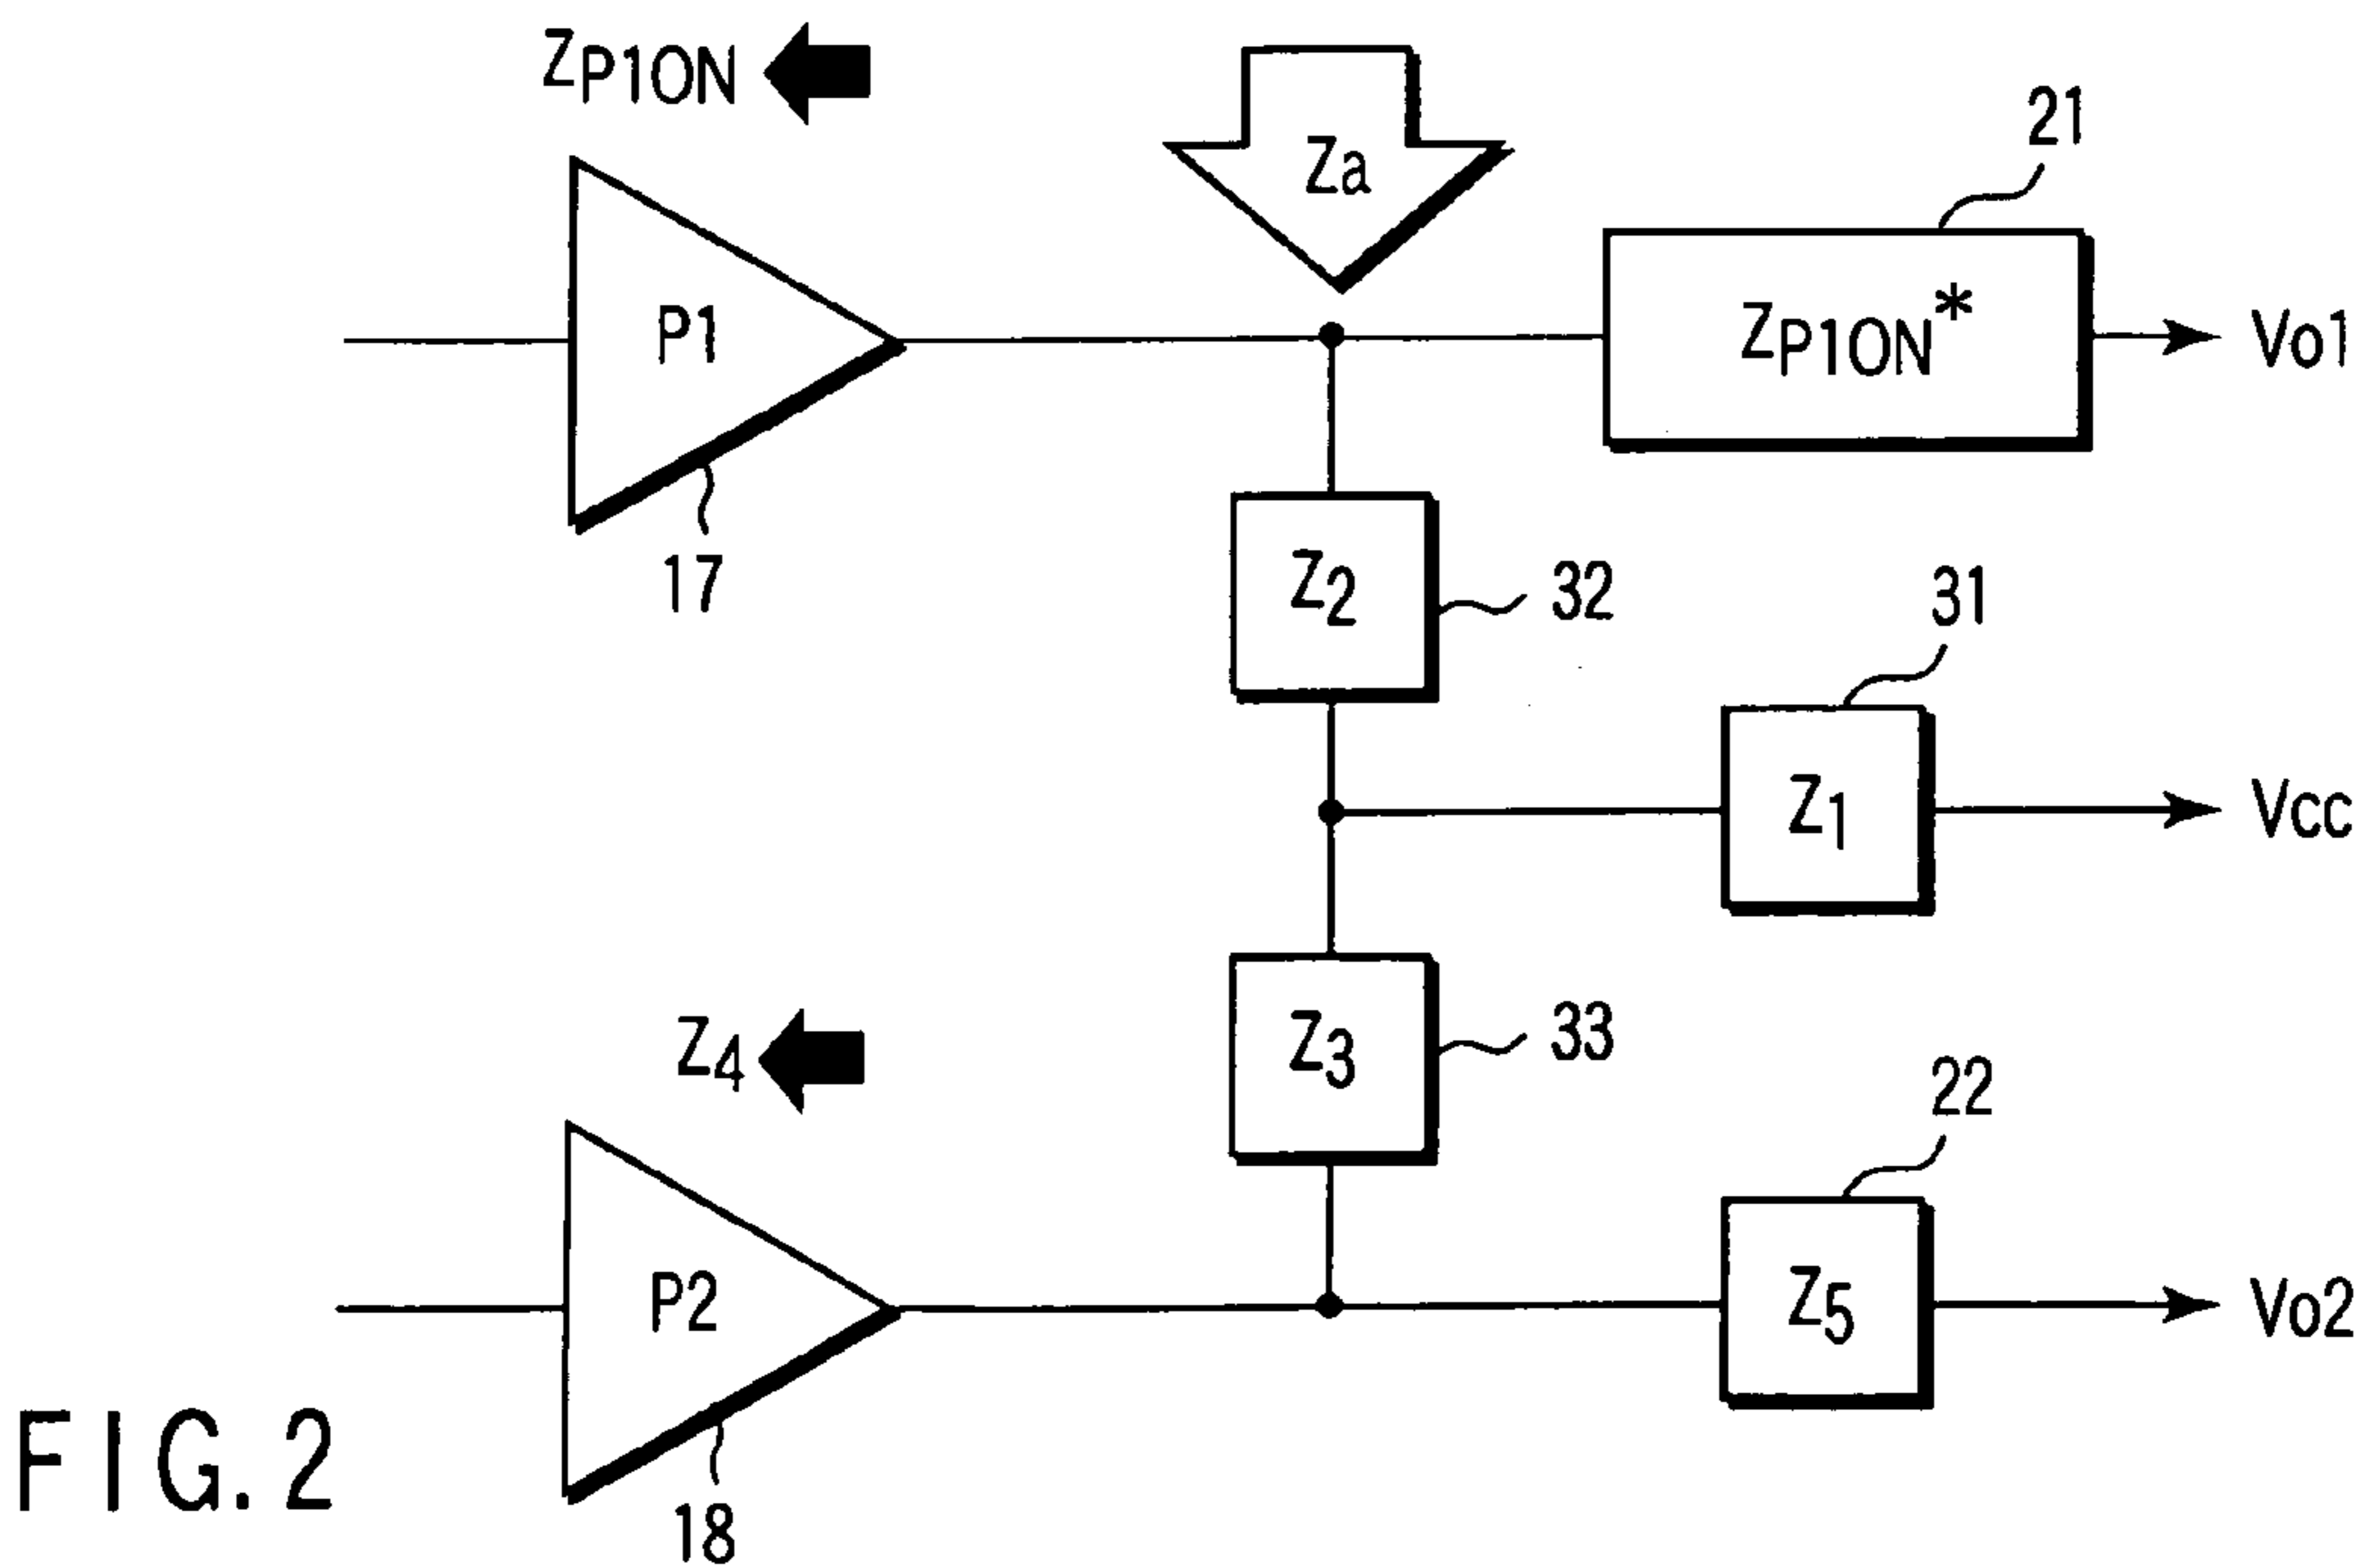 ZP1ON
Za
21
P1
ZP1ON*
Vo1
17
Z2
32
31
Z1
Vcc
Z4
Z3
33
22
P2
Z5
Vo2
18
FIG.2